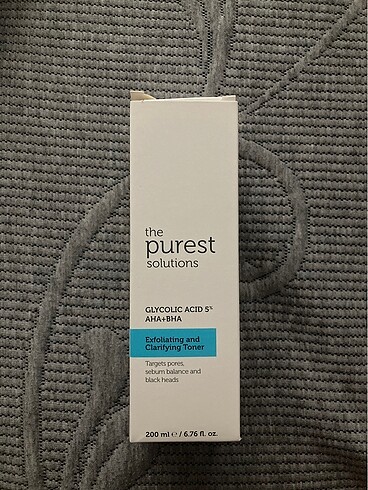 the
purest
solutions
GLYCOLIC ACID 5%
AHA+BHA
Exfoliating and
Clarifying Toner
Targets pores,
sebum balance and
black heads
200 ml ℮ / 6.76 fl. oz.